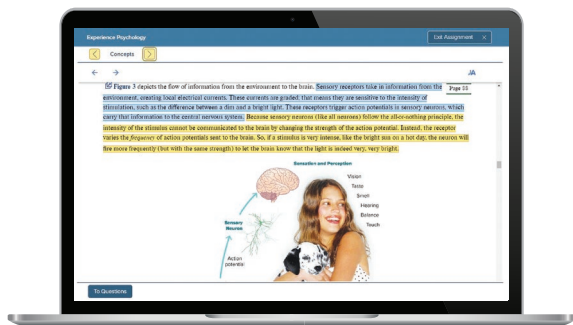 Experience Psychology
Exit Assignment ×
Concepts
Figure 3 depicts the flow of information from the environment to the brain. Sensory receptors take in information from the
Page 93
environment, creating local electrical currents. These currents are graded; that means they are sensitive to the intensity of
stimulation, such as the difference between a dim and a bright light. These receptors trigger action potentials in sensory neurons, which
carry that information to the central nervous system. Because sensory neurons (like all neurons) follow the all-or-nothing principle, the
intensity of the stimulus cannot be communicated to the brain by changing the strength of the action potential. Instead, the receptor
varies the frequency of action potentials sent to the brain. So, if a stimulus is very intense, like the bright sun on a hot day, the neuron will
fire more frequently (but with the same strength) to let the brain know that the light is indeed very, very bright.
Sensation and Perception
Vision
Taste
Smell
Hearing
Balance
Touch
Sensory
Neuron
Action
potential
To Questions